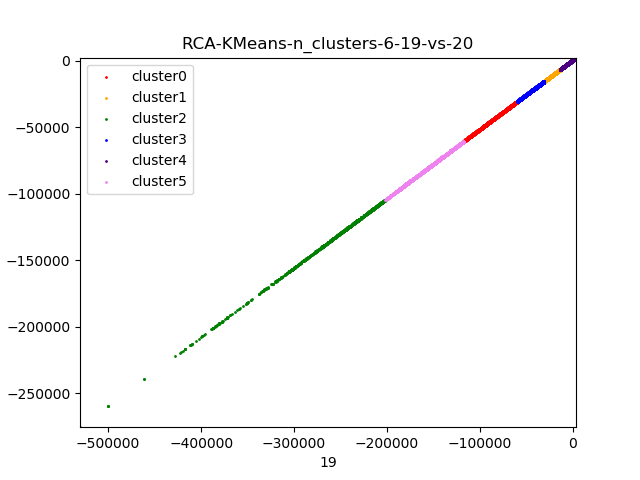 RCA-KMeans-n_clusters-6-19-vs-20
cluster0
cluster1
cluster2
cluster3
cluster4
cluster5
0
−50000
−100000
−150000
−200000
−250000
−500000 −400000 −300000 −200000 −100000 0
19